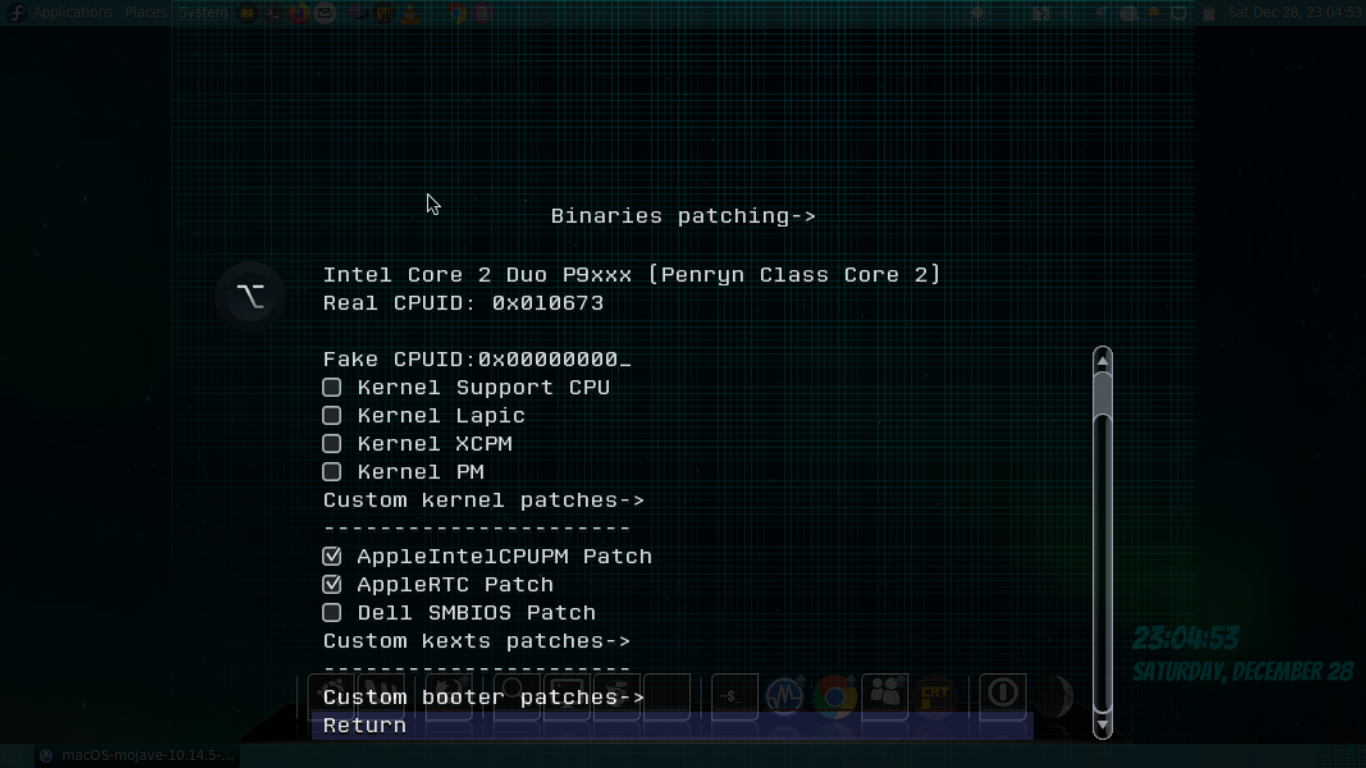 Applications Places System
Sat Dec 28, 23:04:53
Binaries patching->
Intel Core 2 Duo P9xxx [Penryn Class Core 2]
Real CPUID: 0x010673
Fake CPUID:0x00000000_
Kernel Support CPU
Kernel Lapic
Kernel XCPM
Kernel PM
Custom kernel patches->
----------------------
AppleIntelCPUPM Patch
AppleRTC Patch
Dell SMBIOS Patch
Custom kexts patches->
----------------------
Custom booter patches->
Return
23:04:53
SATURDAY, DECEMBER 28
~$_
CRT
macOS-mojave-10.14.5-...